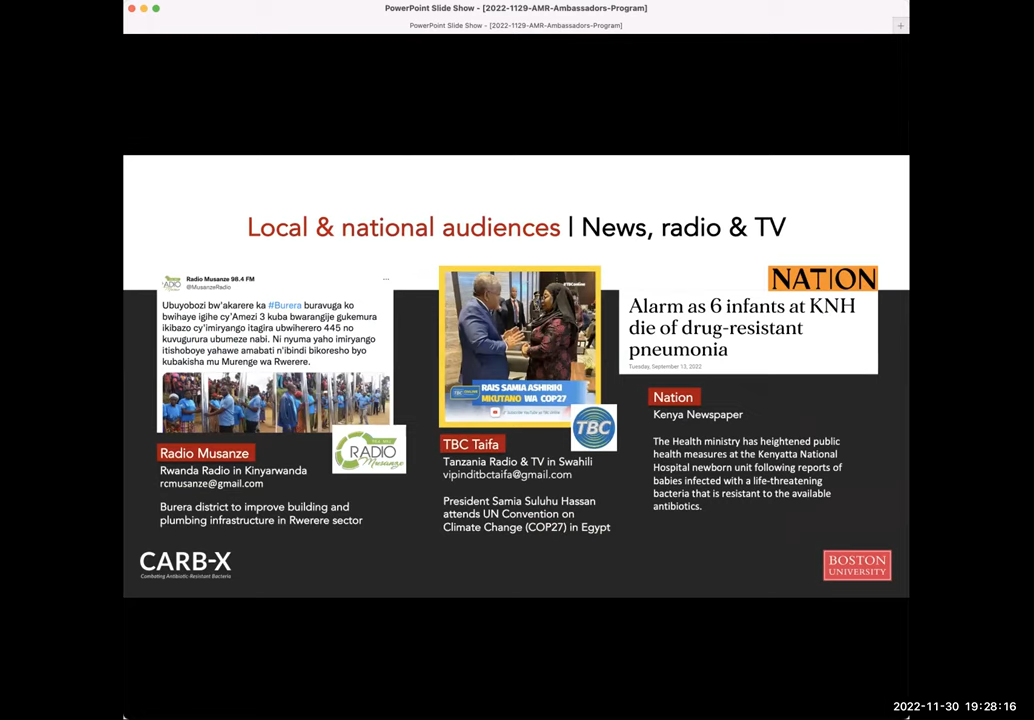 PowerPoint Slide Show - [2022-1129-AMR-Ambassadors-Program]
PowerPoint Slide Show - [2022-1129-AMR-Ambassadors-Program]
Local & national audiences | News, radio & TV
Radio Musanze 98.4 FM
@MusanzeRadio
Ubuyobozi bw'akarere ka #Burera buravuga ko
bwihaye igihe cy'Amezi 3 kuba bwarangije gukemura
ikibazo cy'imiryango itagira ubwiherero 445 no
kuvugurura ubumeze nabi. Ni nyuma yaho imiryango
itishoboye yahawe amabati n'ibindi bikoresho byo
kubakisha mu Murenge wa Rwerere.
RADIO
Musanze
Radio Musanze
Rwanda Radio in Kinyarwanda
rcmusanze@gmail.com
Burera district to improve building and
plumbing infrastructure in Rwerere sector
RAIS SAMIA ASHIRIKI
MKUTANO WA COP27
TBC
TBC Taifa
Tanzania Radio & TV in Swahili
vipinditbctaifa@gmail.com
President Samia Suluhu Hassan
attends UN Convention on
Climate Change (COP27) in Egypt
NATION
Alarm as 6 infants at KNH
die of drug-resistant
pneumonia
Tuesday, September 13, 2022
Nation
Kenya Newspaper
The Health ministry has heightened public
health measures at the Kenyatta National
Hospital newborn unit following reports of
babies infected with a life-threatening
bacteria that is resistant to the available
antibiotics.
CARB-X
Combating Antibiotic-Resistant Bacteria
BOSTON
UNIVERSITY
2022-11-30 19:28:16